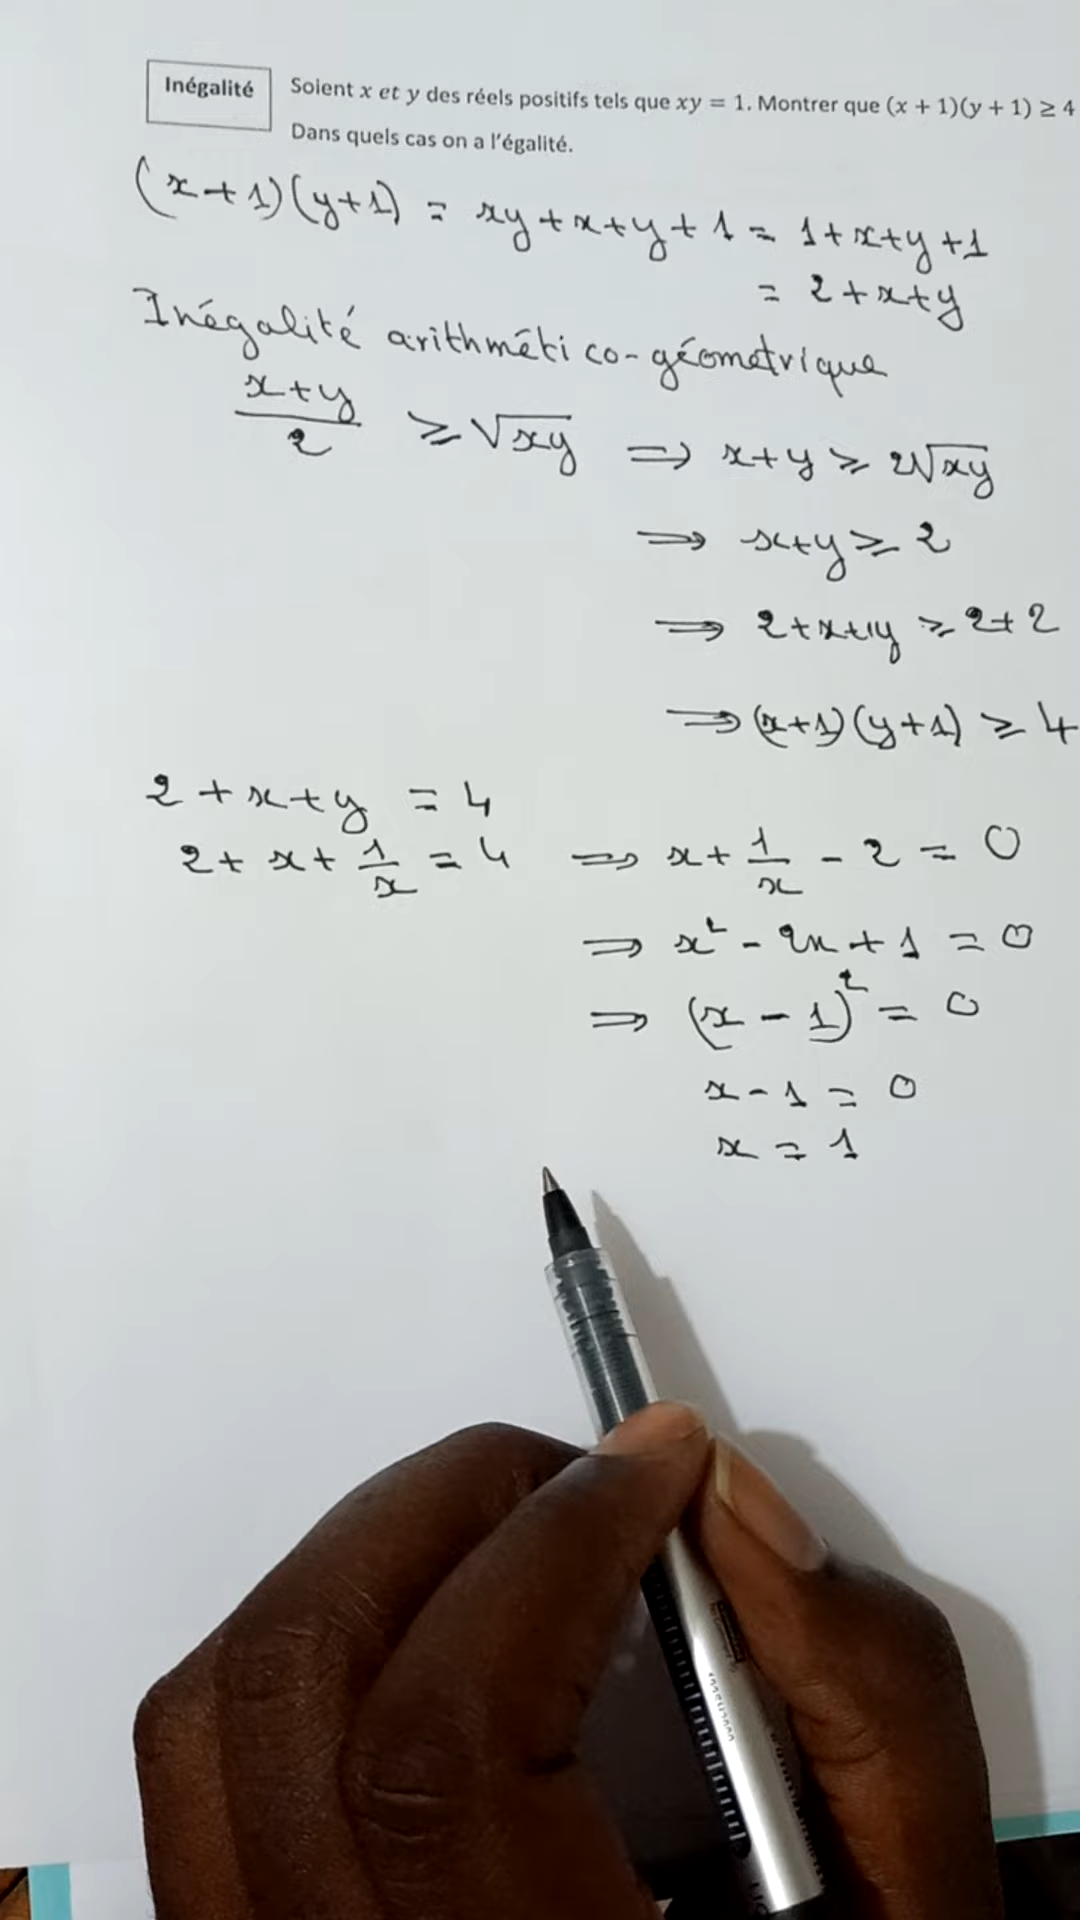 Inégalité
Soient x et y des réels positifs tels que xy = 1. Montrer que (x + 1)(y + 1) ≥ 4
Dans quels cas on a l'égalité.
(x+1)(y+1) = xy+x+y+1 = 1+x+y+1
= 2+x+y
Inégalité arithméti co-géometrique
(x+y)/2 ≥ √xy ⟹ x+y ≥ 2√xy
⟹ x+y ≥ 2
⟹ 2+x+y ≥ 2+2
⟹ (x+1)(y+1) ≥ 4
2+x+y = 4
2+x+1/x = 4 ⟹ x+1/x - 2 = 0
⟹ x² - 2x + 1 = 0
⟹ (x - 1)² = 0
x - 1 = 0
x = 1